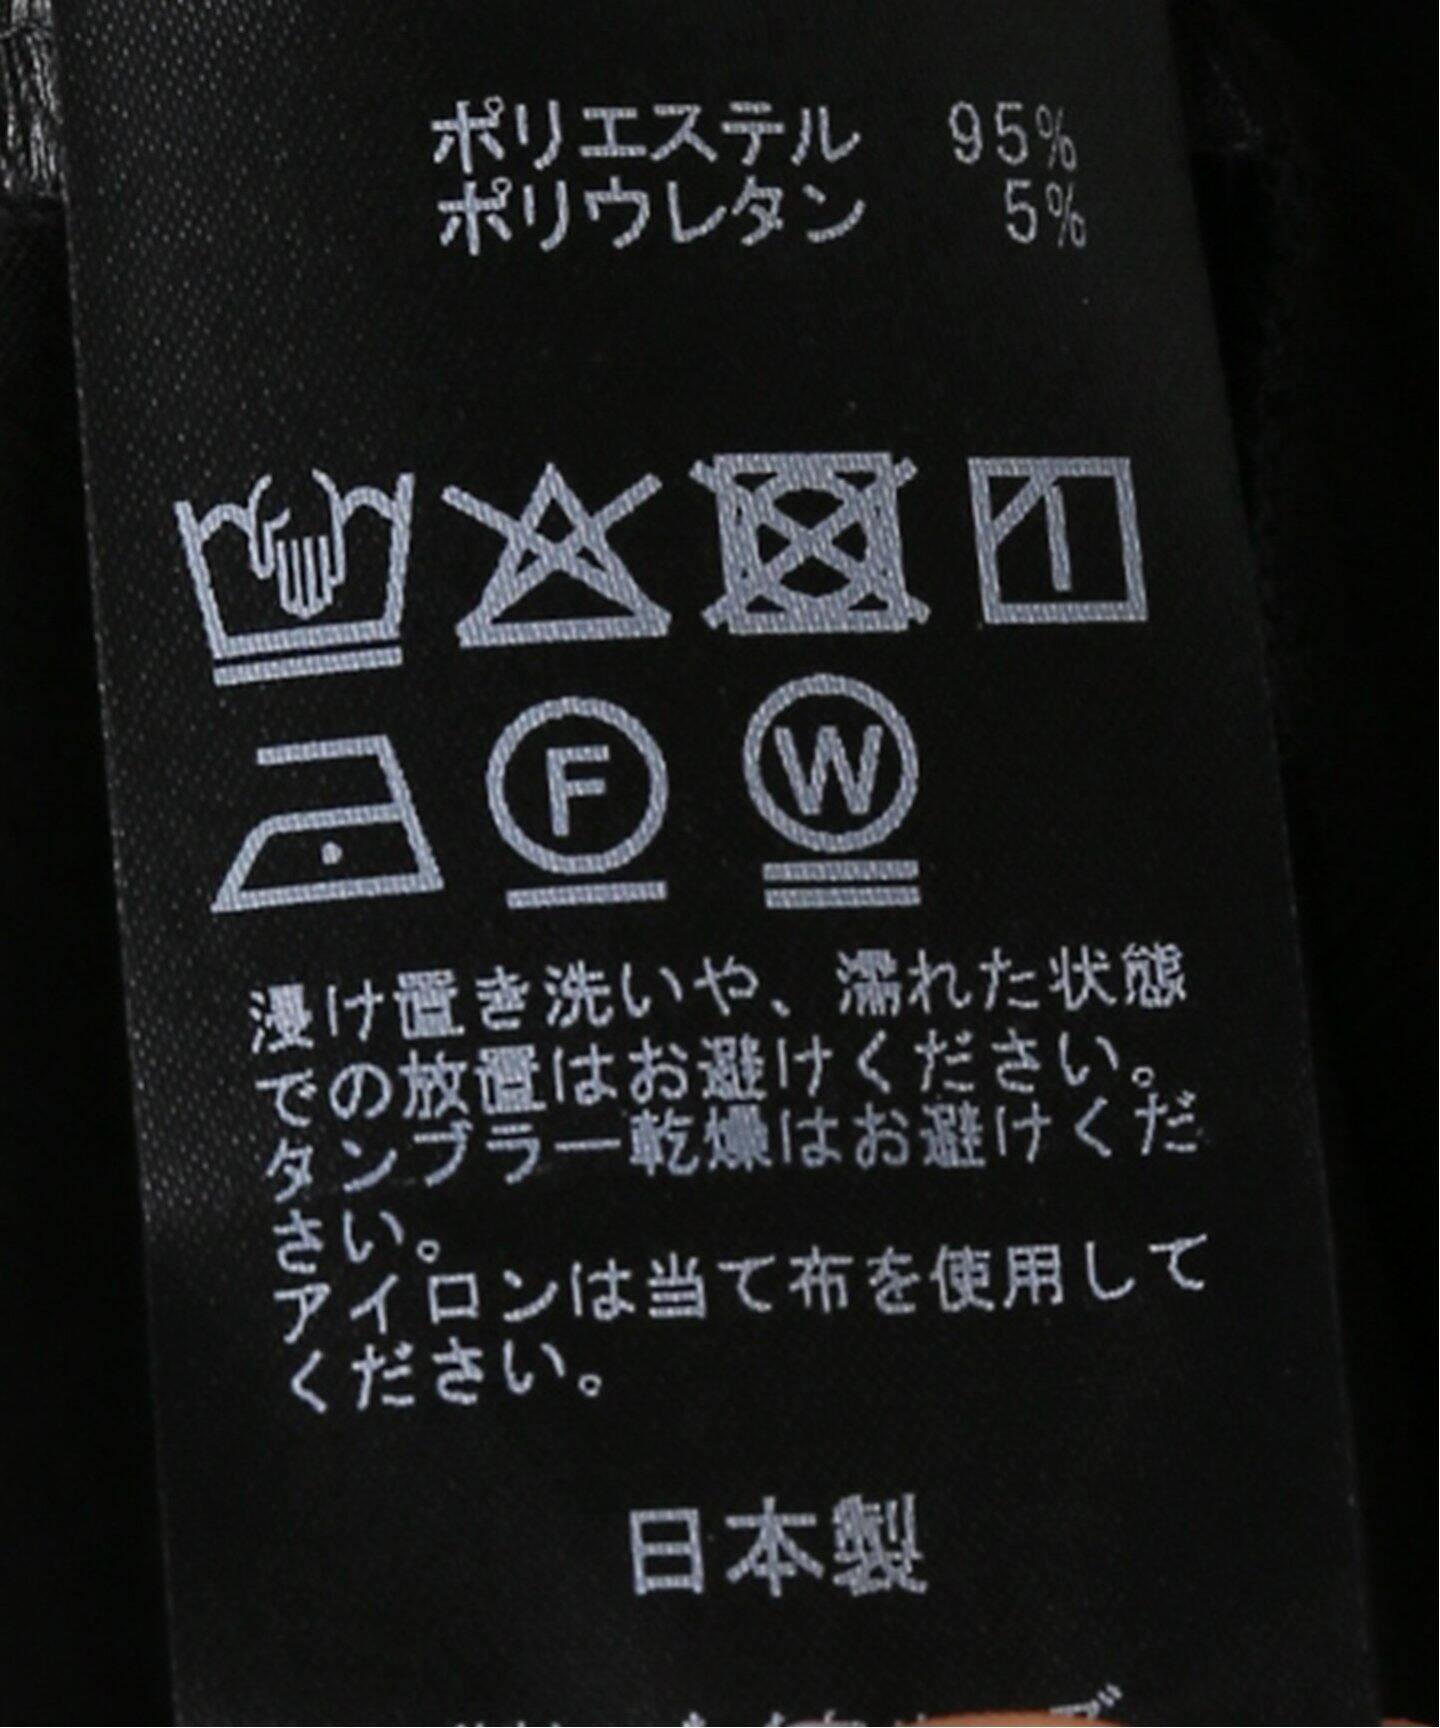 ポリエステル 95%
ポリウレタン 5%
F W
浸け置き洗いや、濡れた状態
での放置はお避けください。
タンブラー乾燥はお避けくだ
さい。
アイロンは当て布を使用して
ください。
日本製